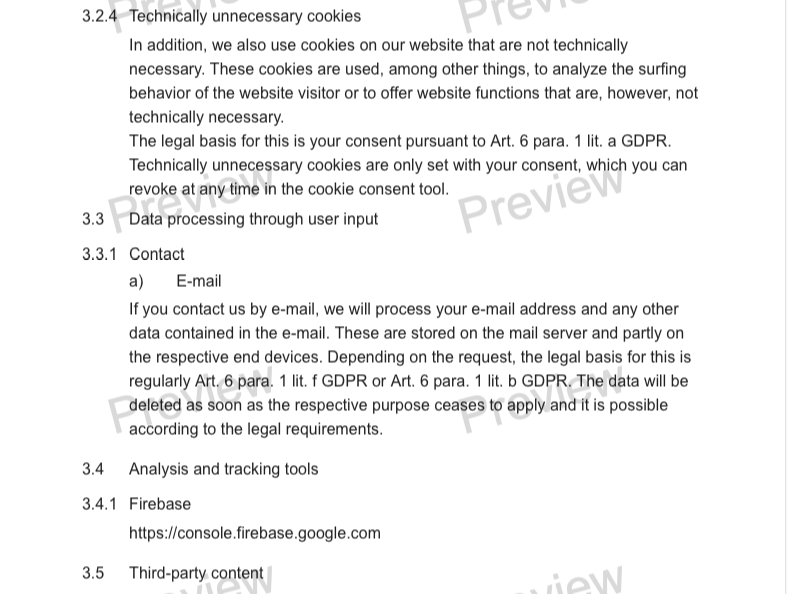 3.2.4 Technically unnecessary cookies
In addition, we also use cookies on our website that are not technically
necessary. These cookies are used, among other things, to analyze the surfing
behavior of the website visitor or to offer website functions that are, however, not
technically necessary.
The legal basis for this is your consent pursuant to Art. 6 para. 1 lit. a GDPR.
Technically unnecessary cookies are only set with your consent, which you can
revoke at any time in the cookie consent tool.
Preview
Preview
3.3 Data processing through user input
3.3.1 Contact
a) E-mail
If you contact us by e-mail, we will process your e-mail address and any other
data contained in the e-mail. These are stored on the mail server and partly on
the respective end devices. Depending on the request, the legal basis for this is
regularly Art. 6 para. 1 lit. f GDPR or Art. 6 para. 1 lit. b GDPR. The data will be
deleted as soon as the respective purpose ceases to apply and it is possible
according to the legal requirements.
Preview
Preview
3.4 Analysis and tracking tools
3.4.1 Firebase
https://console.firebase.google.com
3.5 Third-party content